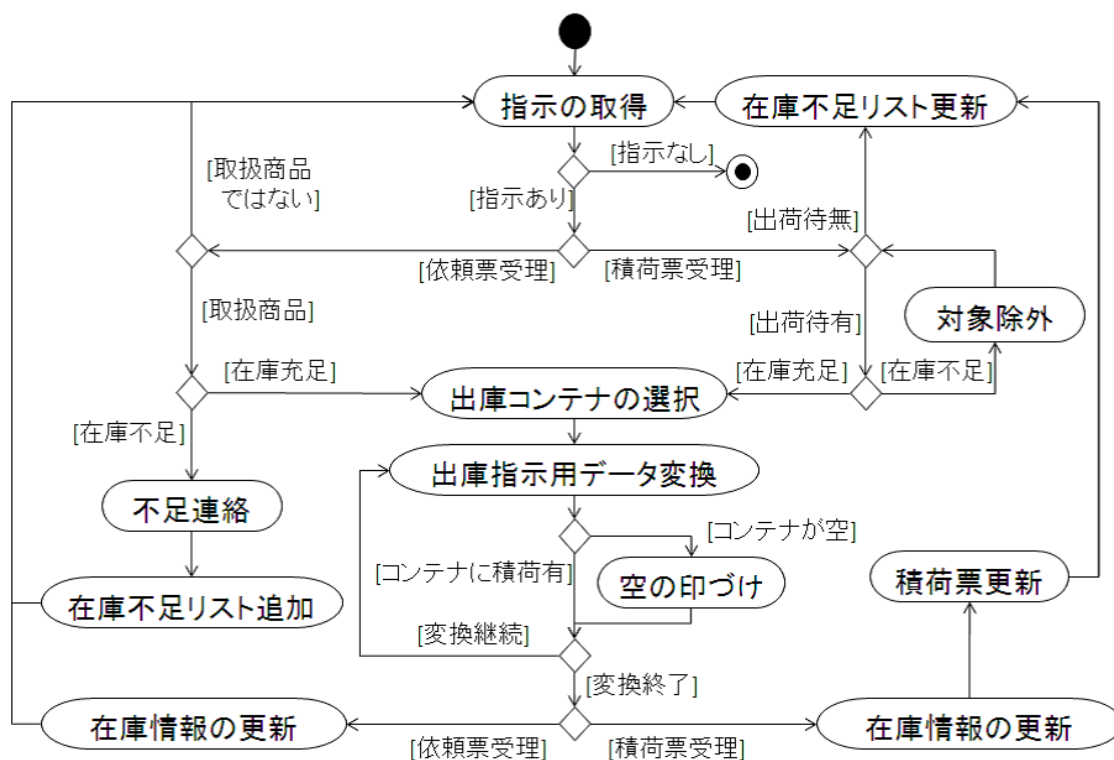 指示の取得
在庫不足リスト更新
[指示なし]
[取扱商品
ではない]
[指示あり]
[出荷待無]
[依頼票受理]
[積荷票受理]
[取扱商品]
[出荷待有]
対象除外
[在庫充足]
[在庫充足]
[在庫不足]
出庫コンテナの選択
[在庫不足]
出庫指示用データ変換
不足連絡
[コンテナが空]
[コンテナに積荷有]
空の印づけ
積荷票更新
在庫不足リスト追加
[変換継続]
[変換終了]
在庫情報の更新
在庫情報の更新
[依頼票受理]
[積荷票受理]